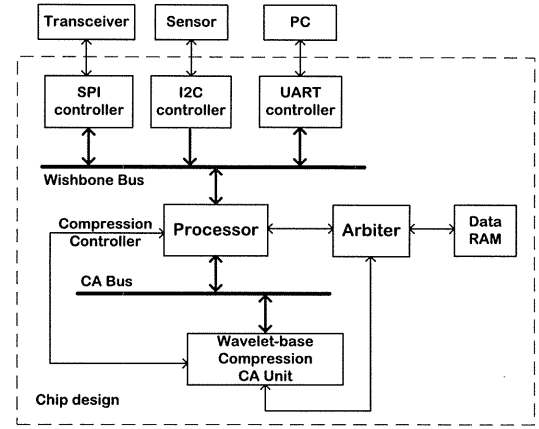 Transceiver
Sensor
PC
SPI
controller
I2C
controller
UART
controller
Wishbone Bus
Compression
Controller
Processor
Arbiter
Data
RAM
CA Bus
Wavelet-base
Compression
CA Unit
Chip design